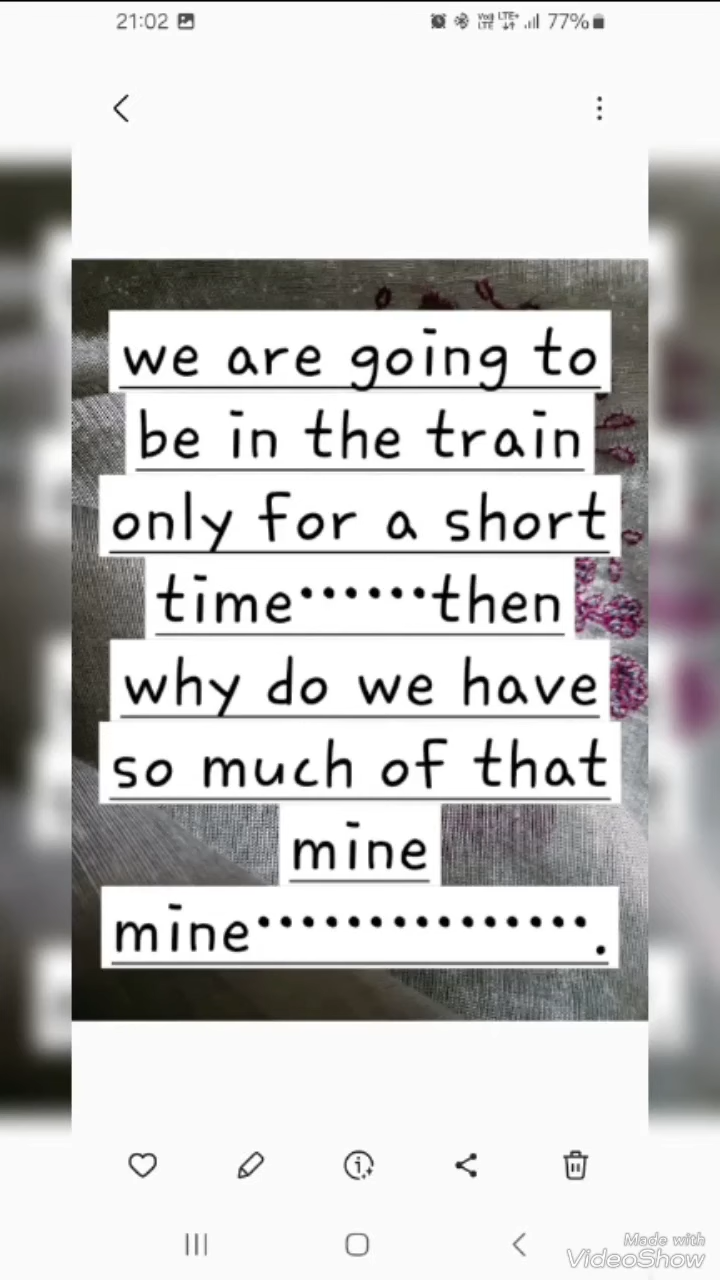 21:02 77%
we are going to
be in the train
only for a short
time••••••then
why do we have
so much of that
mine
mine•••••••••••••••.
Made with
VideoShow